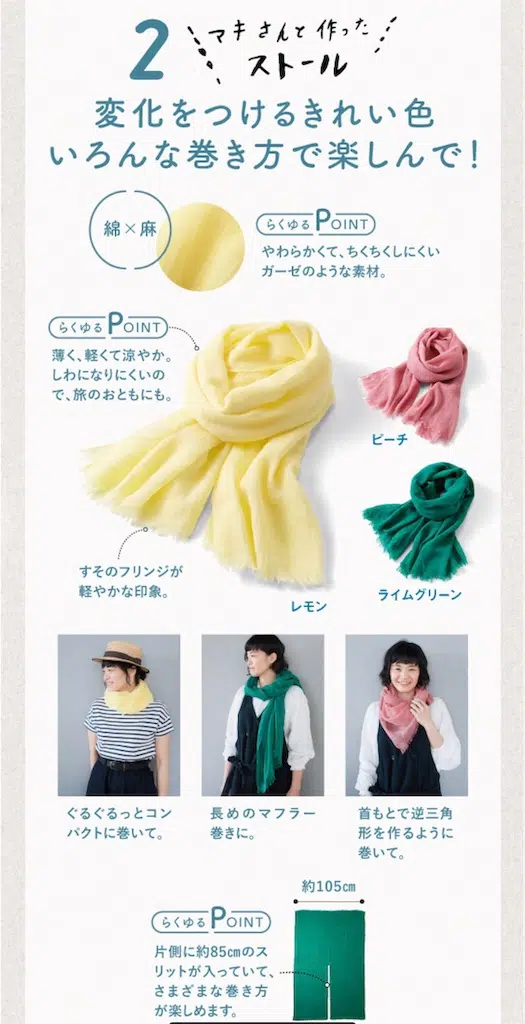 2
マキさんと作った
ストール
変化をつけるきれい色
いろんな巻き方で楽しんで!
綿×麻
らくゆるPOINT
やわらかくて、ちくちくしにくい
ガーゼのような素材。
らくゆるPOINT
薄く、軽くて涼やか。
しわになりにくいの
で、旅のおともにも。
ピーチ
ライムグリーン
すそのフリンジが
軽やかな印象。
レモン
ぐるぐるっとコン
パクトに巻いて。
長めのマフラー
巻きに。
首もとで逆三角
形を作るように
巻いて。
約105㎝
らくゆるPOINT
片側に約85㎝のス
リットが入っていて、
さまざまな巻き方
が楽しめます。